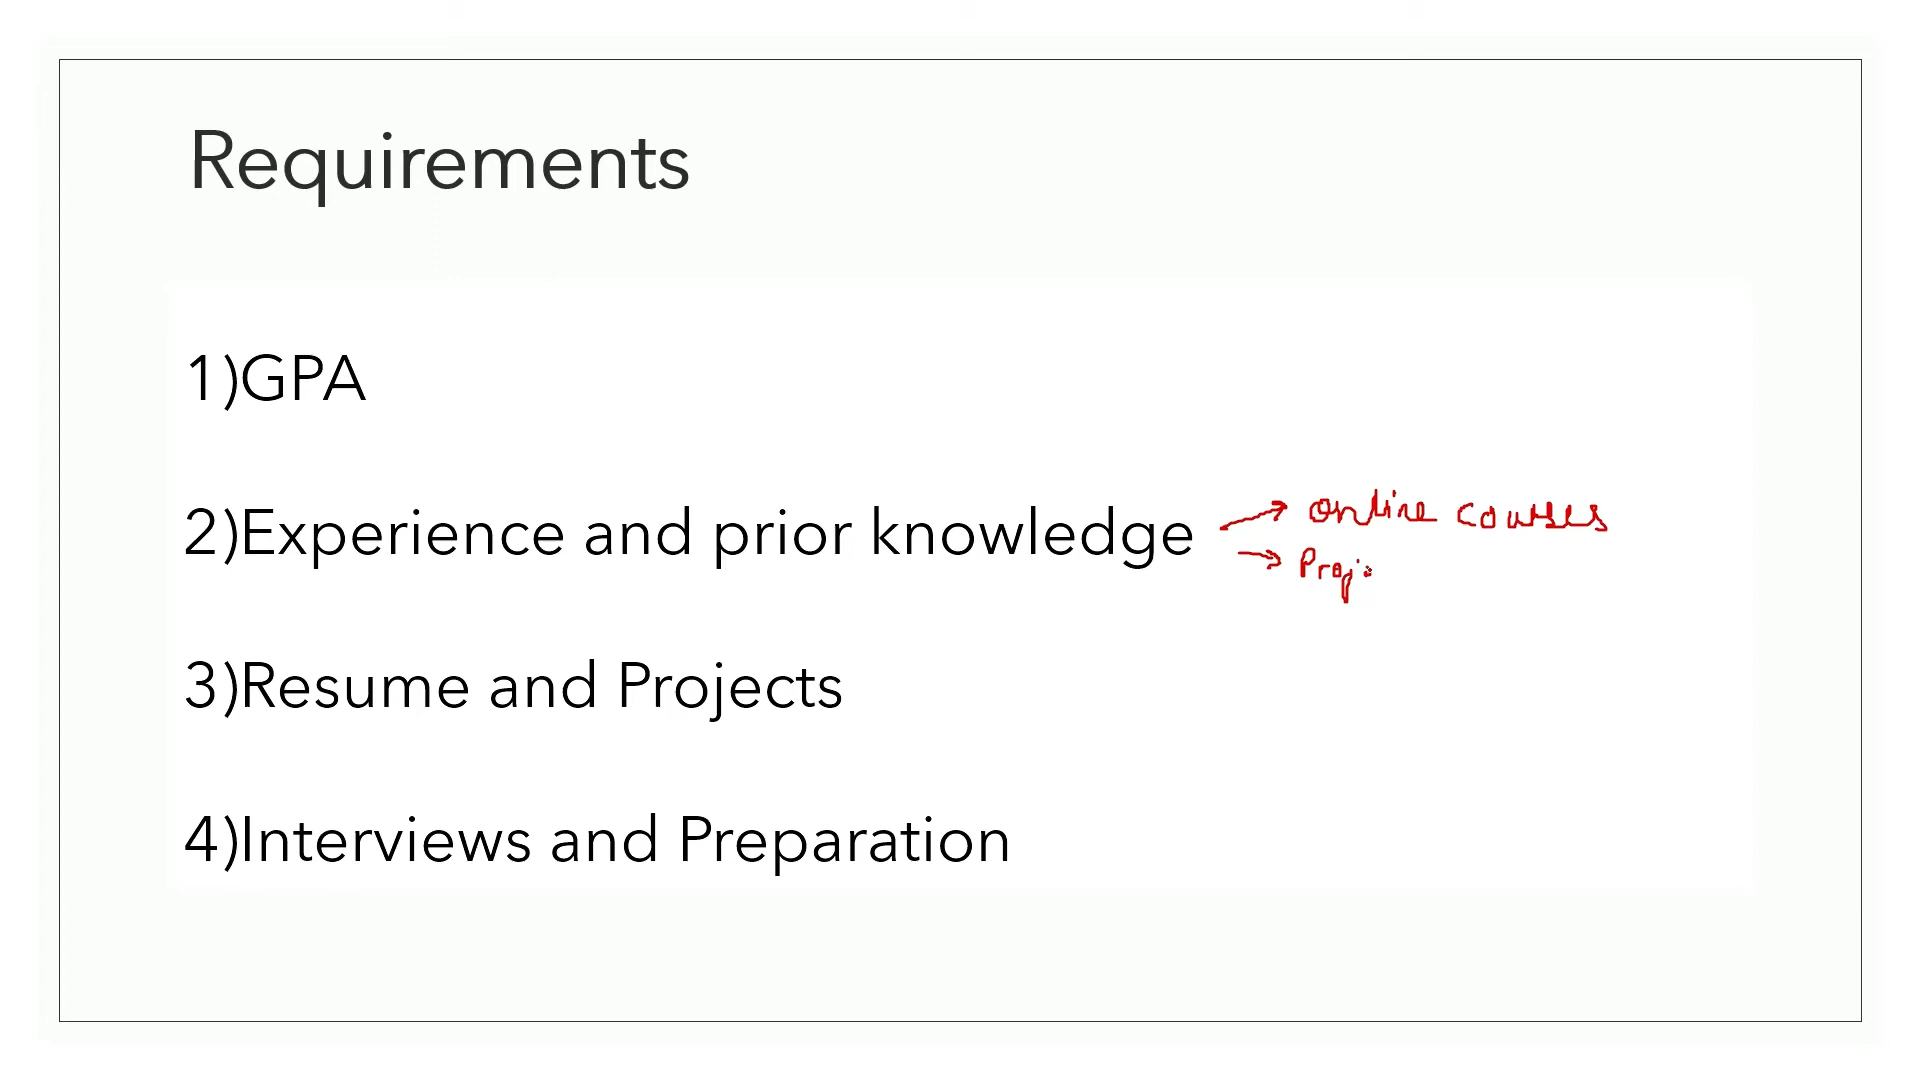 Requirements
1)GPA
2)Experience and prior knowledge
online courses
Proj
3)Resume and Projects
4)Interviews and Preparation